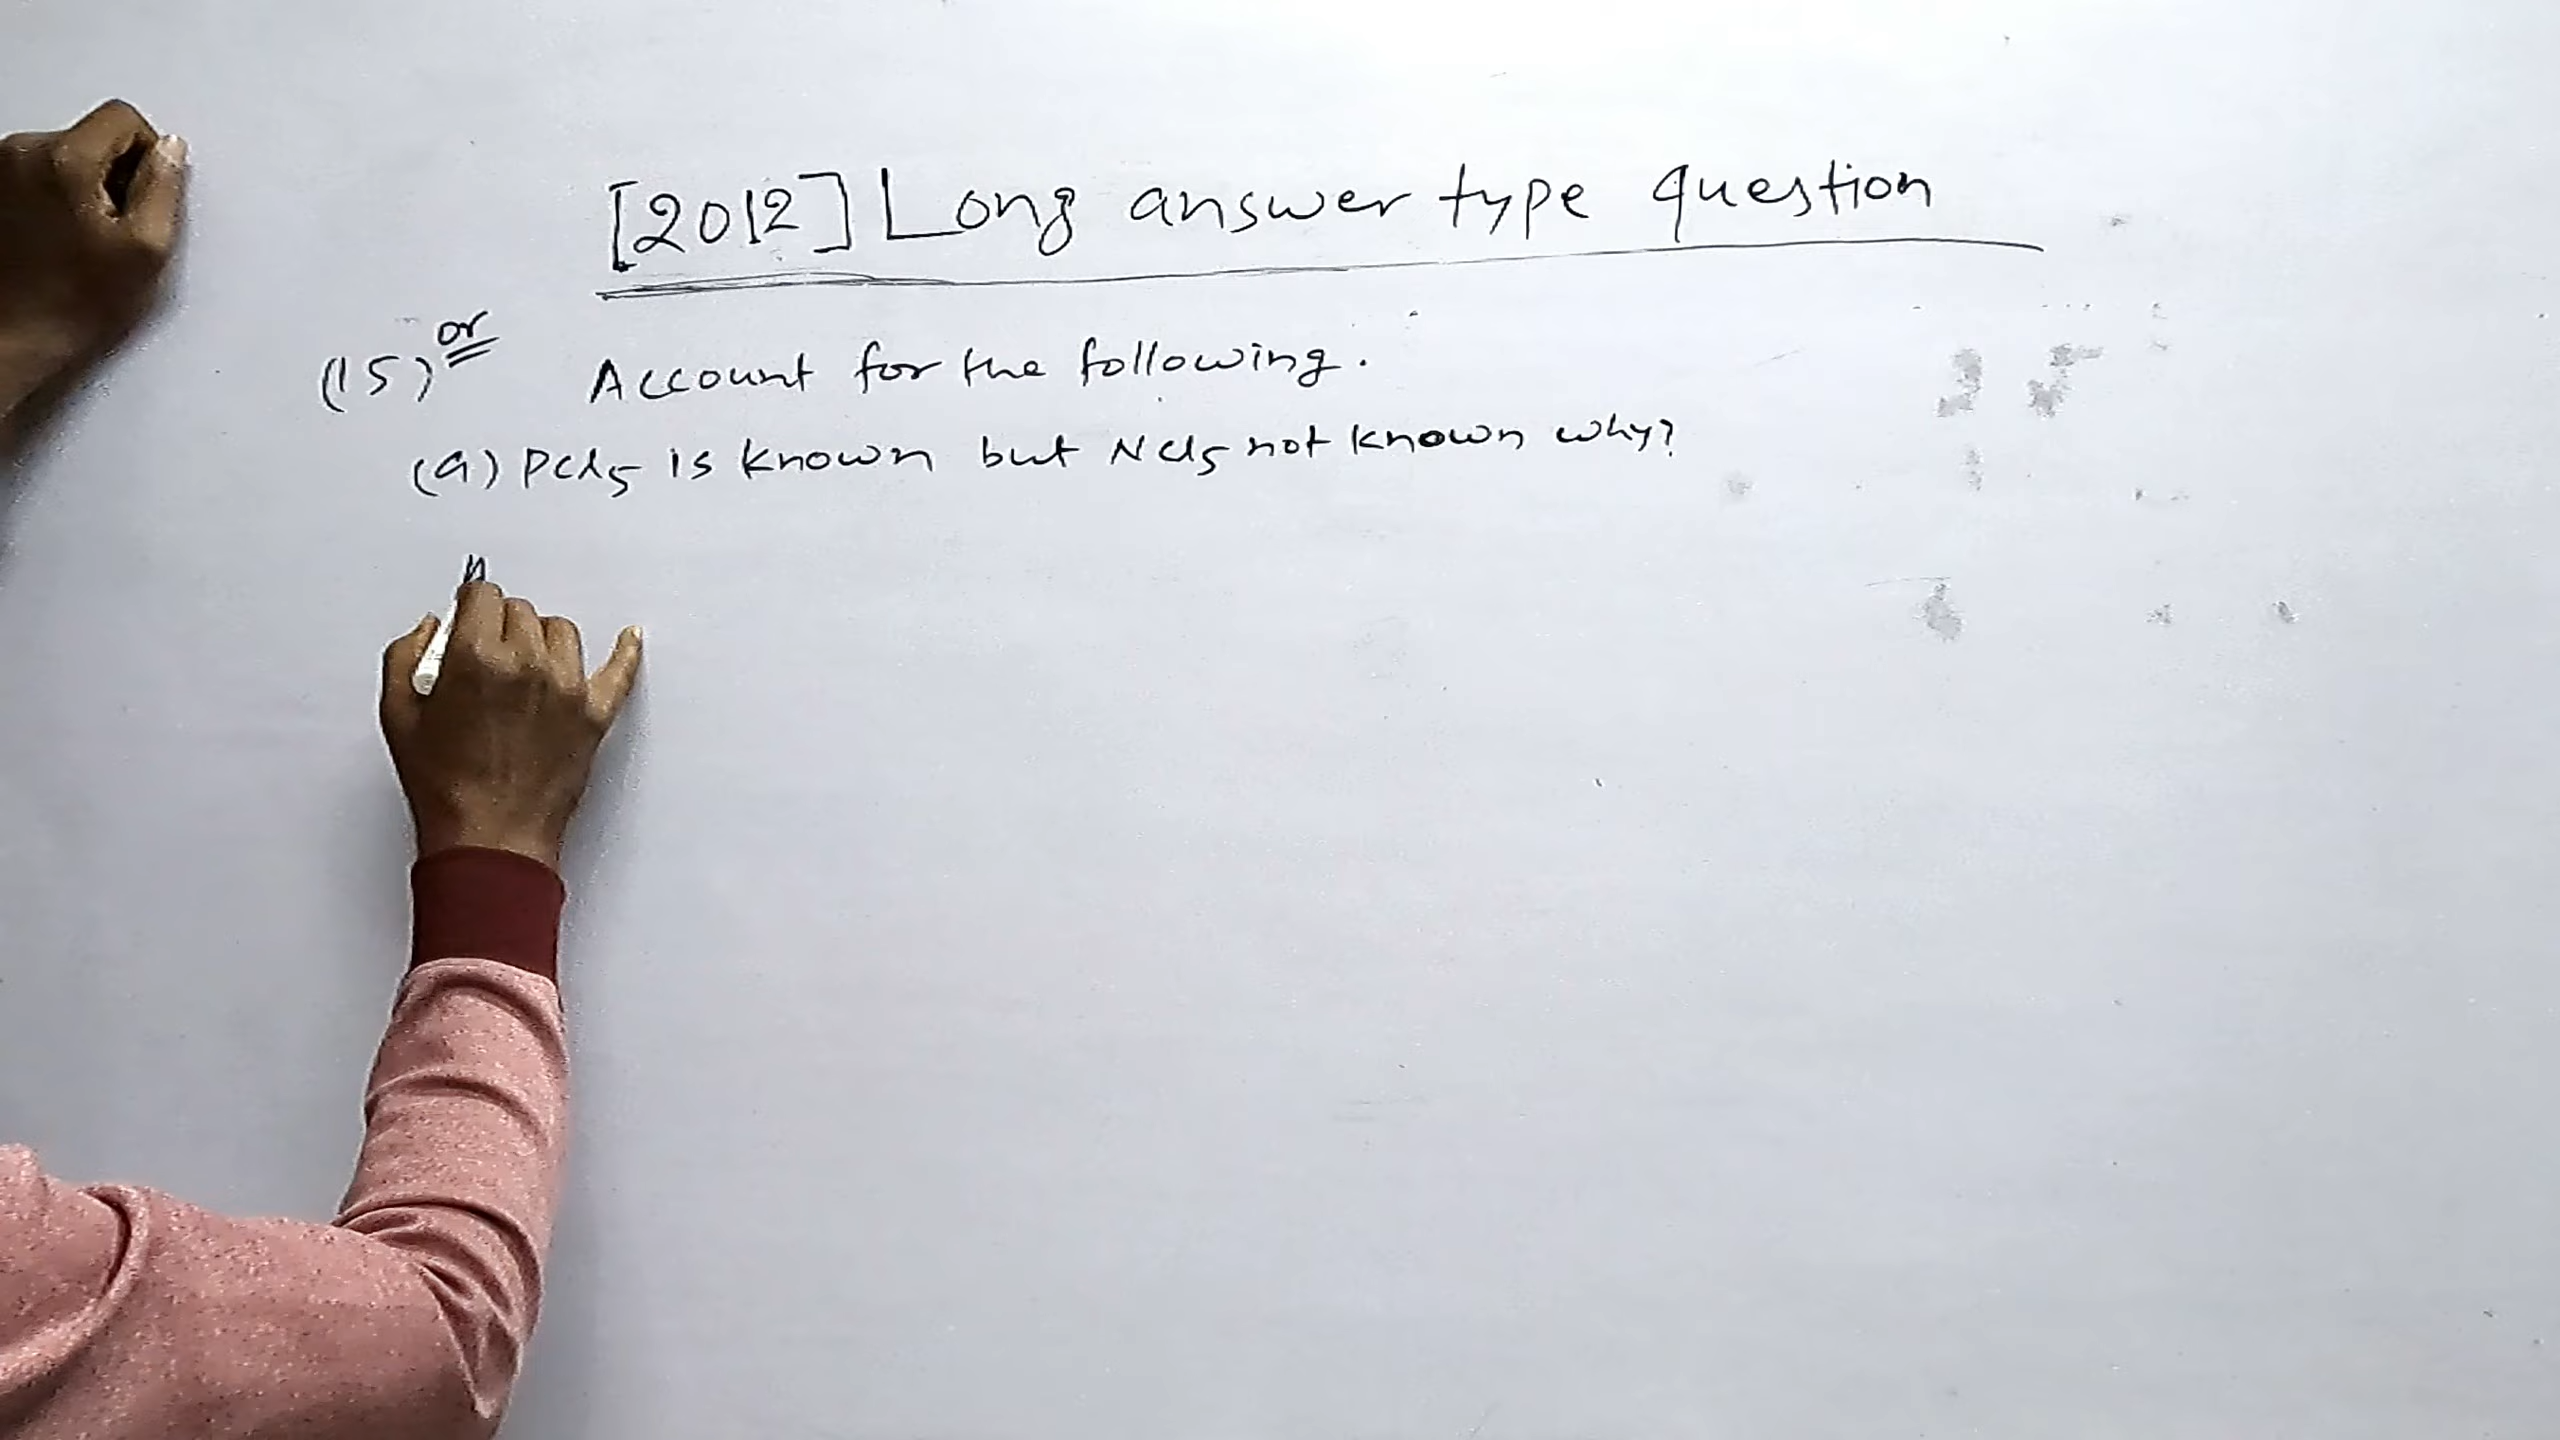 [2012] Long answer type question
(15) or Account for the following.
(a) PCl5 is known but NCl5 not known why?